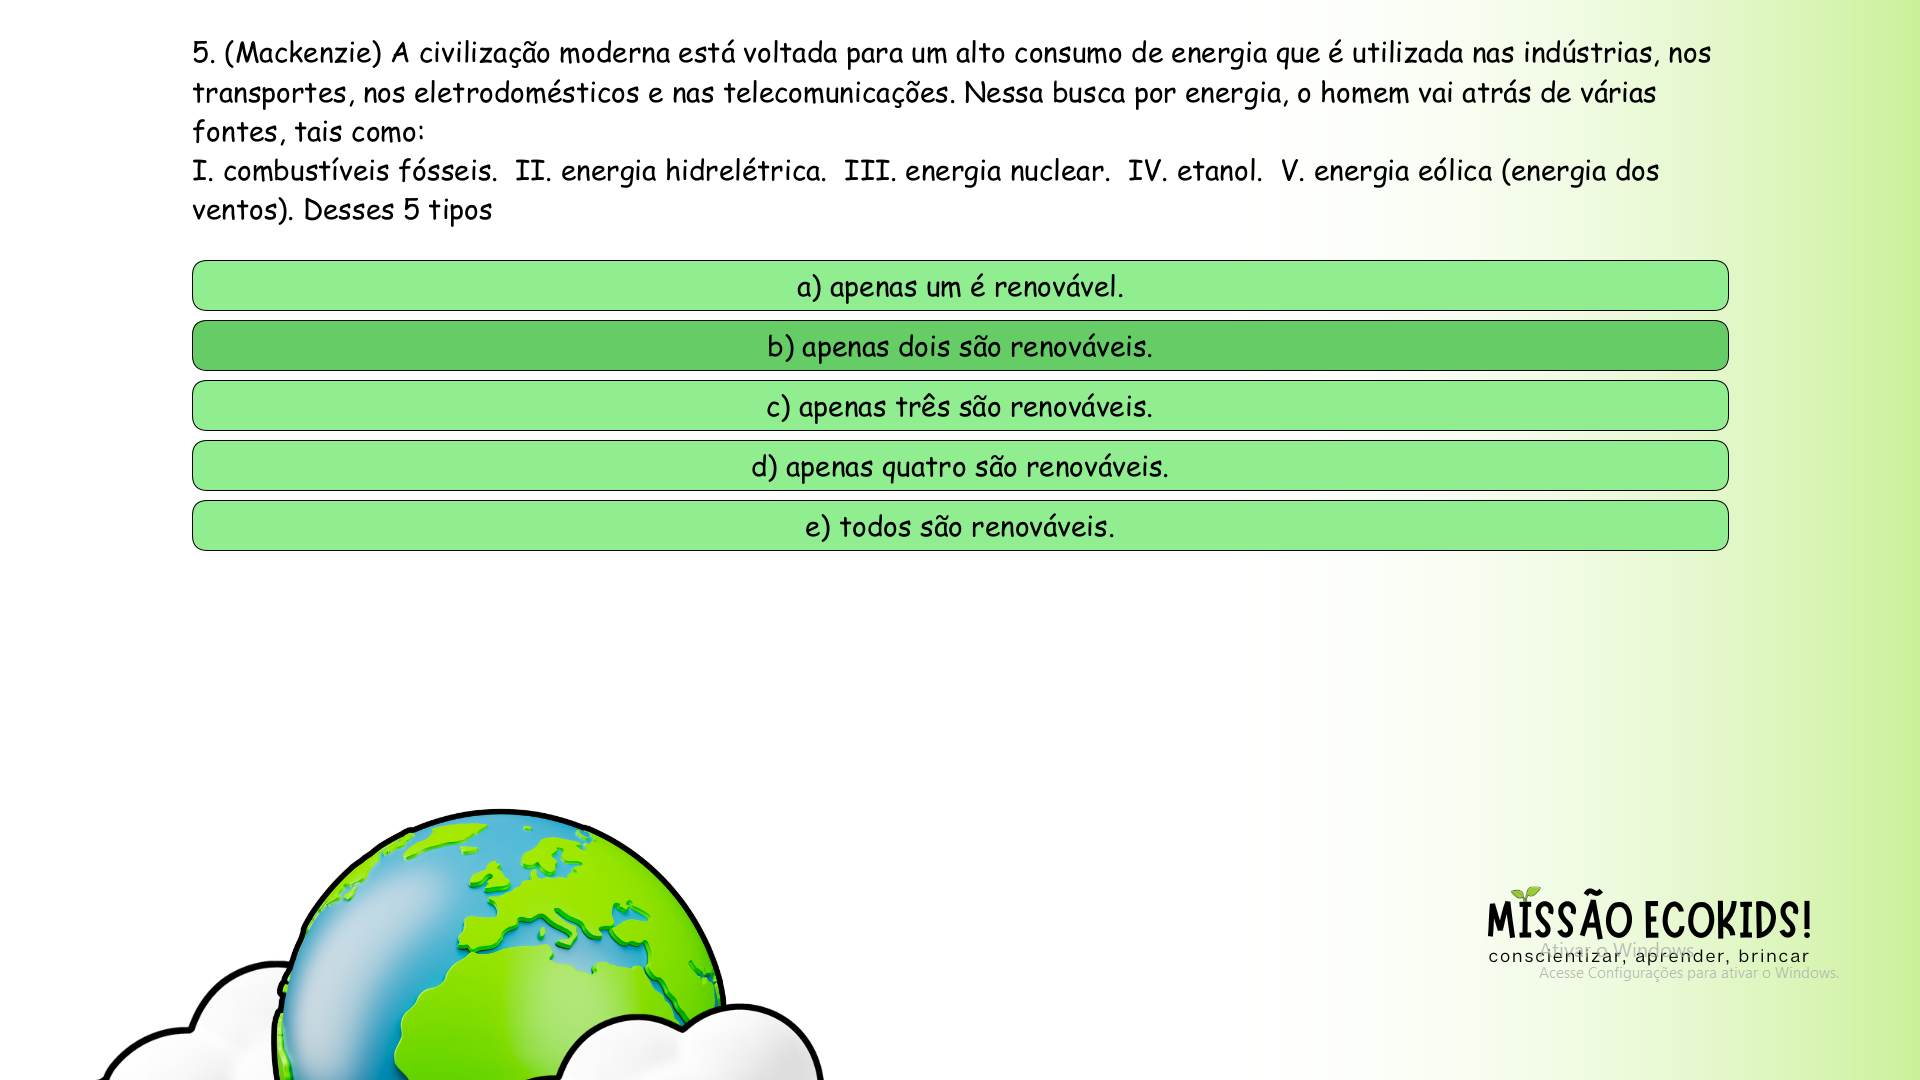 5. (Mackenzie) A civilização moderna está voltada para um alto consumo de energia que é utilizada nas indústrias, nos
transportes, nos eletrodomésticos e nas telecomunicações. Nessa busca por energia, o homem vai atrás de várias
fontes, tais como:
I. combustíveis fósseis.  II. energia hidrelétrica.  III. energia nuclear.  IV. etanol.  V. energia eólica (energia dos
ventos). Desses 5 tipos
a) apenas um é renovável.
b) apenas dois são renováveis.
c) apenas três são renováveis.
d) apenas quatro são renováveis.
e) todos são renováveis.
MISSÃO ECOKIDS!
Ativar o Windows
conscientizar, aprender, brincar
Acesse Configurações para ativar o Windows.